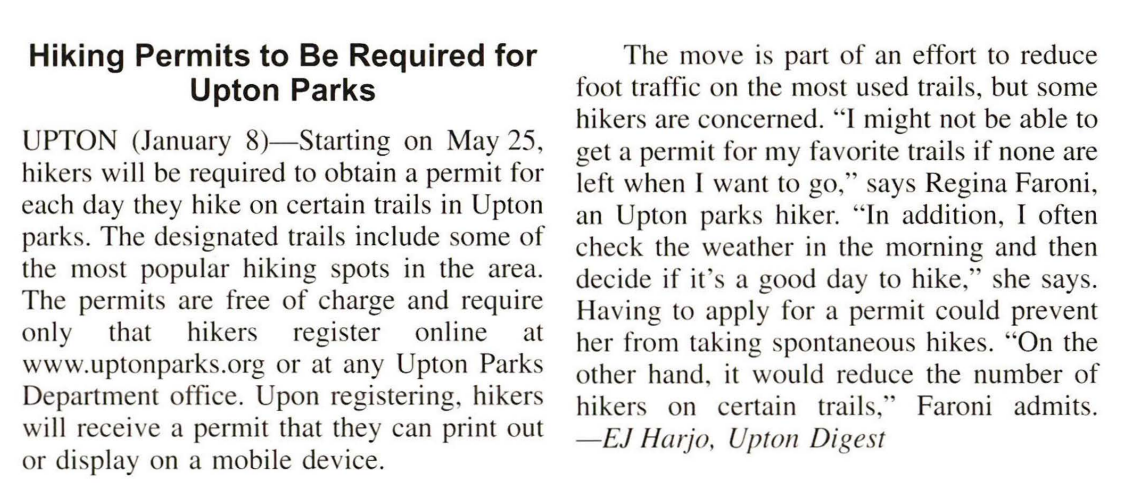 Hiking Permits to Be Required for
Upton Parks
UPTON (January 8)—Starting on May 25,
hikers will be required to obtain a permit for
each day they hike on certain trails in Upton
parks. The designated trails include some of
the most popular hiking spots in the area.
The permits are free of charge and require
only that hikers register online at
www.uptonparks.org or at any Upton Parks
Department office. Upon registering, hikers
will receive a permit that they can print out
or display on a mobile device.
The move is part of an effort to reduce
foot traffic on the most used trails, but some
hikers are concerned. “I might not be able to
get a permit for my favorite trails if none are
left when I want to go,” says Regina Faroni,
an Upton parks hiker. “In addition, I often
check the weather in the morning and then
decide if it’s a good day to hike,” she says.
Having to apply for a permit could prevent
her from taking spontaneous hikes. “On the
other hand, it would reduce the number of
hikers on certain trails,” Faroni admits.
—EJ Harjo, Upton Digest